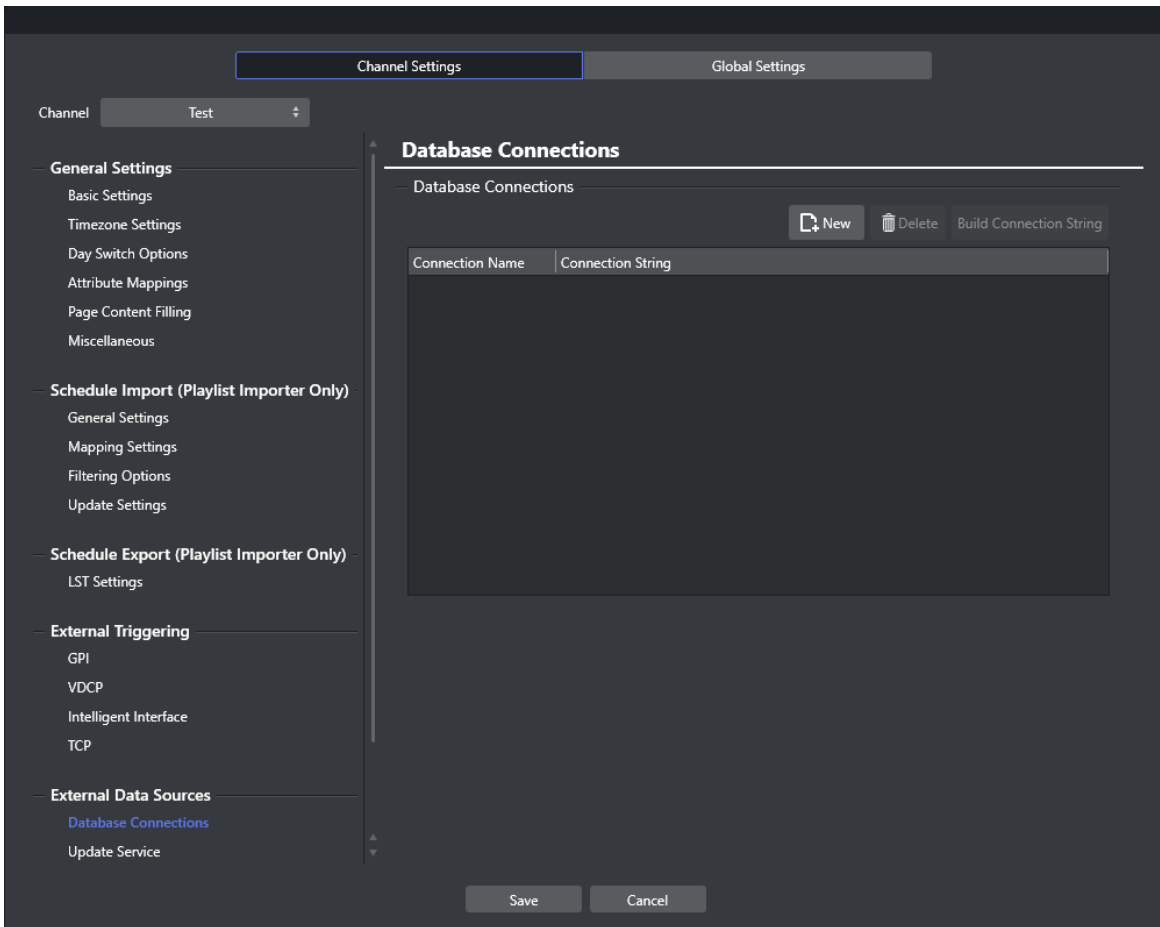 Channel Settings
Global Settings
Channel
Test
General Settings
Basic Settings
Timezone Settings
Day Switch Options
Attribute Mappings
Page Content Filling
Miscellaneous
Schedule Import (Playlist Importer Only)
General Settings
Mapping Settings
Filtering Options
Update Settings
Schedule Export (Playlist Importer Only)
LST Settings
External Triggering
GPI
VDCP
Intelligent Interface
TCP
External Data Sources
Database Connections
Update Service
Database Connections
Database Connections
New
Delete
Build Connection String
Connection Name
Connection String
Save
Cancel